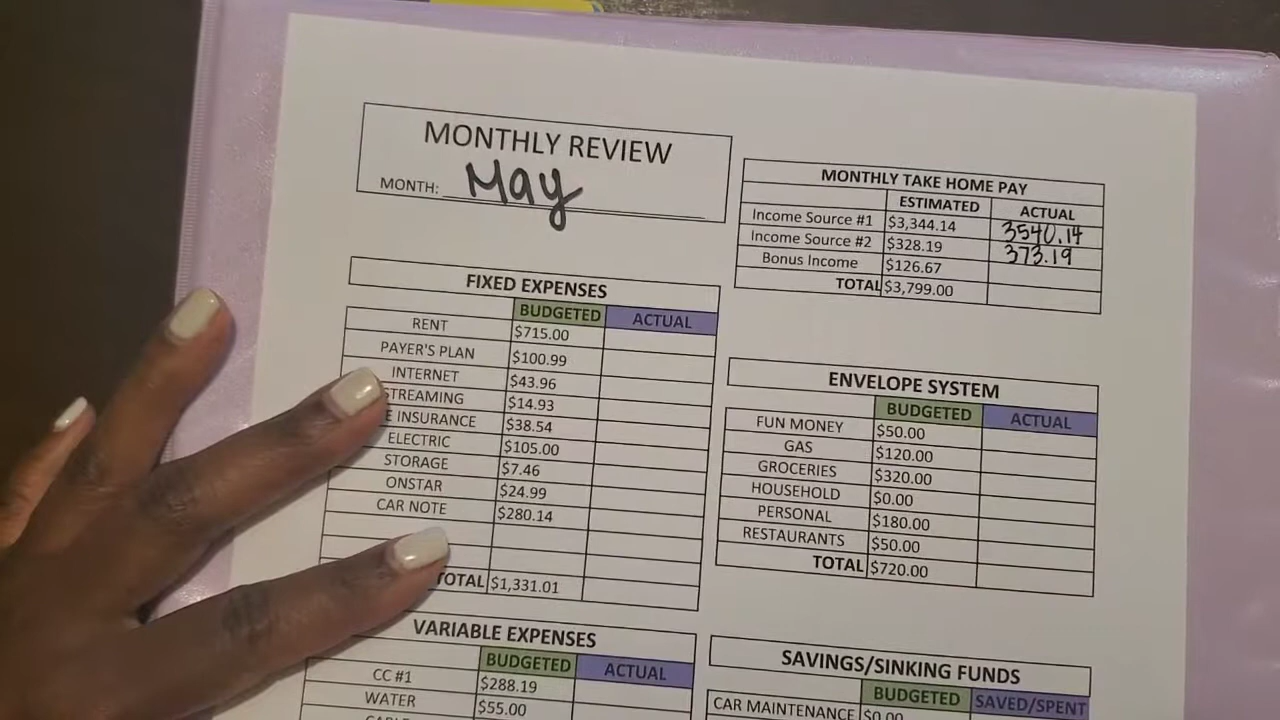 MONTHLY REVIEW
MONTH: May
MONTHLY TAKE HOME PAY
ESTIMATED ACTUAL
Income Source #1 $3,344.14 3540.14
Income Source #2 $328.19 373.19
Bonus Income $126.67
TOTAL $3,799.00
FIXED EXPENSES
BUDGETED ACTUAL
RENT $715.00
PAYER'S PLAN $100.99
INTERNET $43.96
STREAMING $14.93
INSURANCE $38.54
ELECTRIC $105.00
STORAGE $7.46
ONSTAR $24.99
CAR NOTE $280.14
TOTAL $1,331.01
ENVELOPE SYSTEM
BUDGETED ACTUAL
FUN MONEY $50.00
GAS $120.00
GROCERIES $320.00
HOUSEHOLD $0.00
PERSONAL $180.00
RESTAURANTS $50.00
TOTAL $720.00
VARIABLE EXPENSES
BUDGETED ACTUAL
CC #1 $288.19
WATER $55.00
SAVINGS/SINKING FUNDS
BUDGETED SAVED/SPENT
CAR MAINTENANCE $0.00